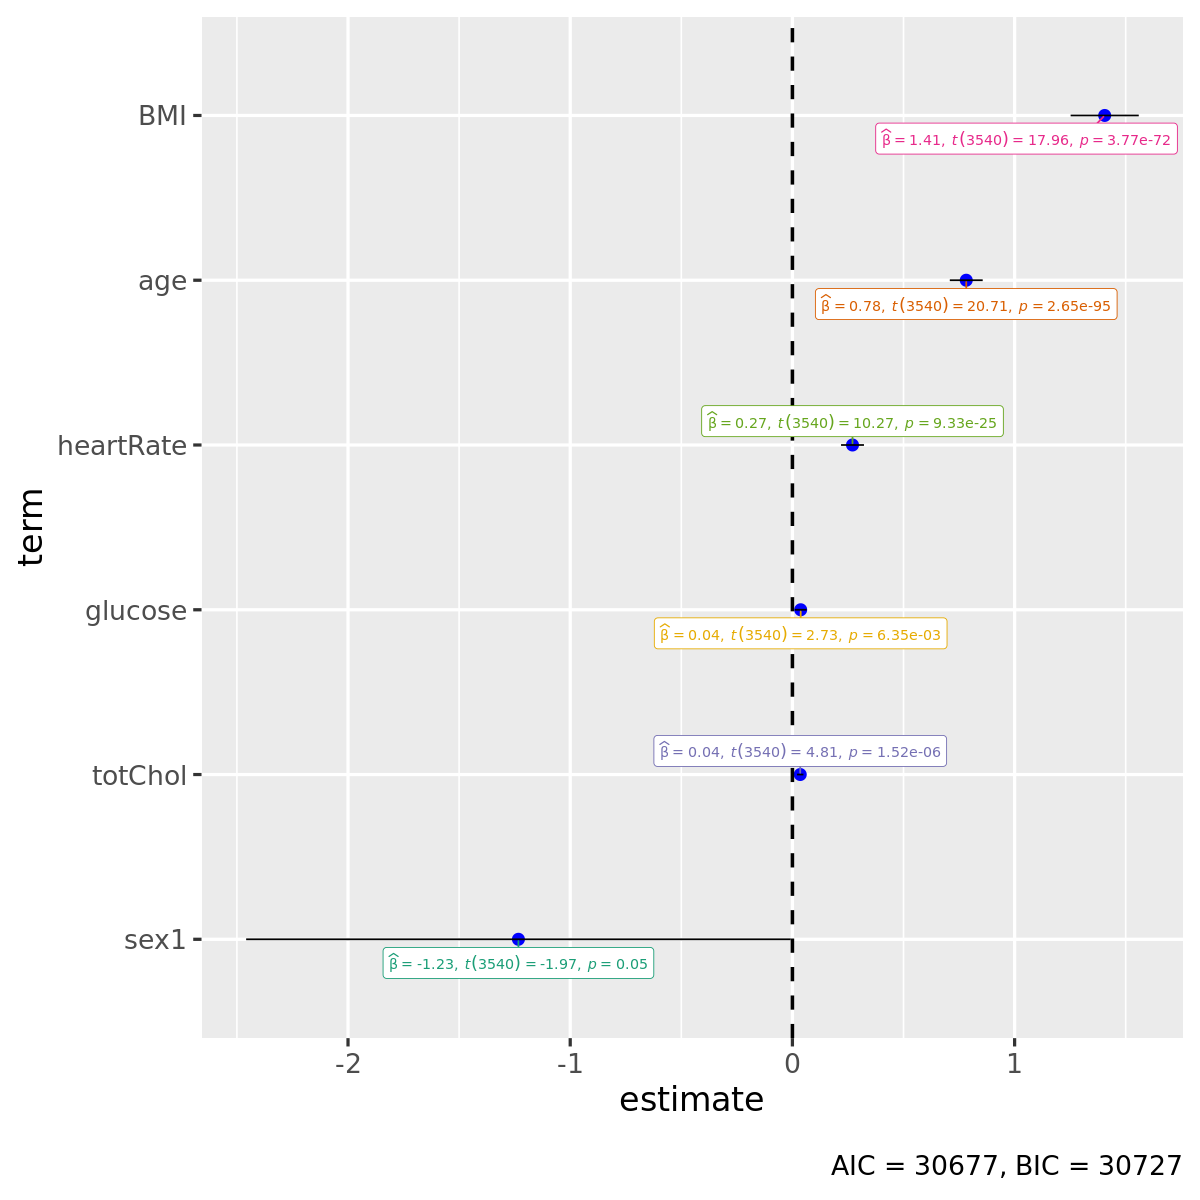 BMI
β̂ = 1.41, t(3540) = 17.96, p = 3.77e-72
age
β̂ = 0.78, t(3540) = 20.71, p = 2.65e-95
β̂ = 0.27, t(3540) = 10.27, p = 9.33e-25
heartRate
term
glucose
β̂ = 0.04, t(3540) = 2.73, p = 6.35e-03
β̂ = 0.04, t(3540) = 4.81, p = 1.52e-06
totChol
sex1
β̂ = -1.23, t(3540) = -1.97, p = 0.05
-2 -1 0 1
estimate
AIC = 30677, BIC = 30727